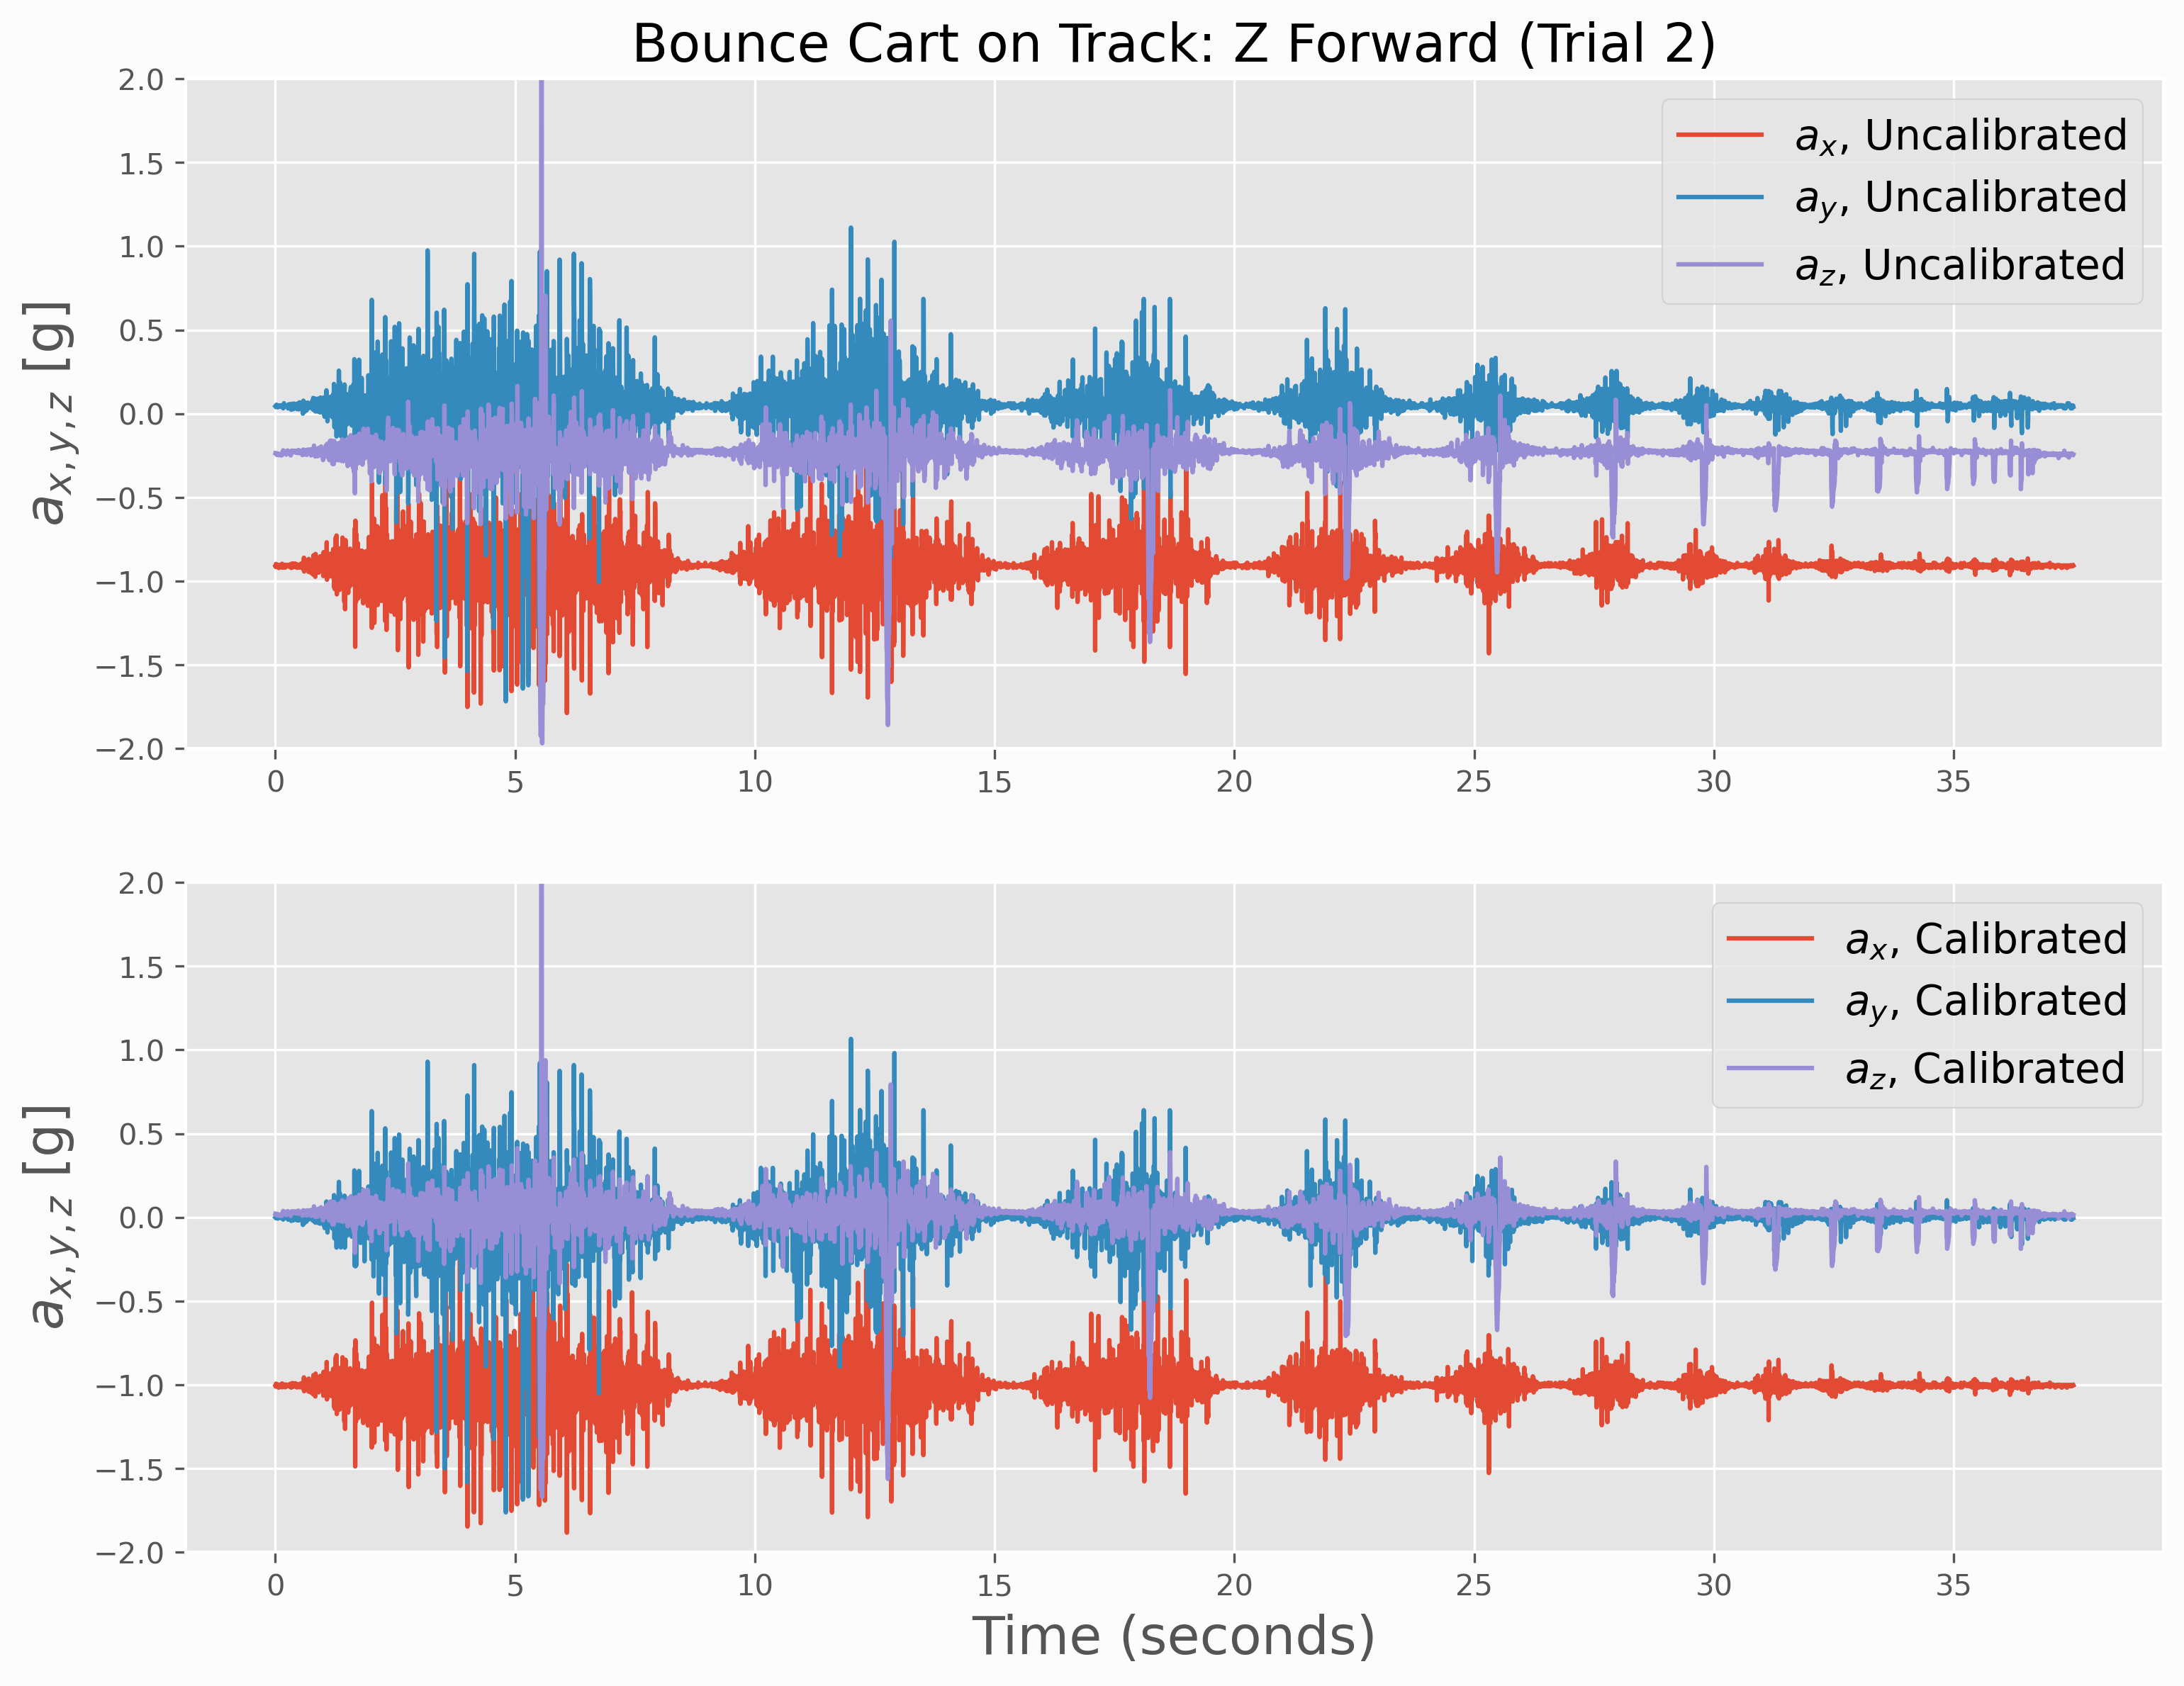 Bounce Cart on Track: Z Forward (Trial 2)
2.0
1.5
1.0
0.5
0.0
−0.5
−1.0
−1.5
−2.0
a_{x,y,z} [g]
a_x, Uncalibrated
a_y, Uncalibrated
a_z, Uncalibrated
0 5 10 15 20 25 30 35
2.0
1.5
1.0
0.5
0.0
−0.5
−1.0
−1.5
−2.0
a_{x,y,z} [g]
a_x, Calibrated
a_y, Calibrated
a_z, Calibrated
0 5 10 15 20 25 30 35
Time (seconds)